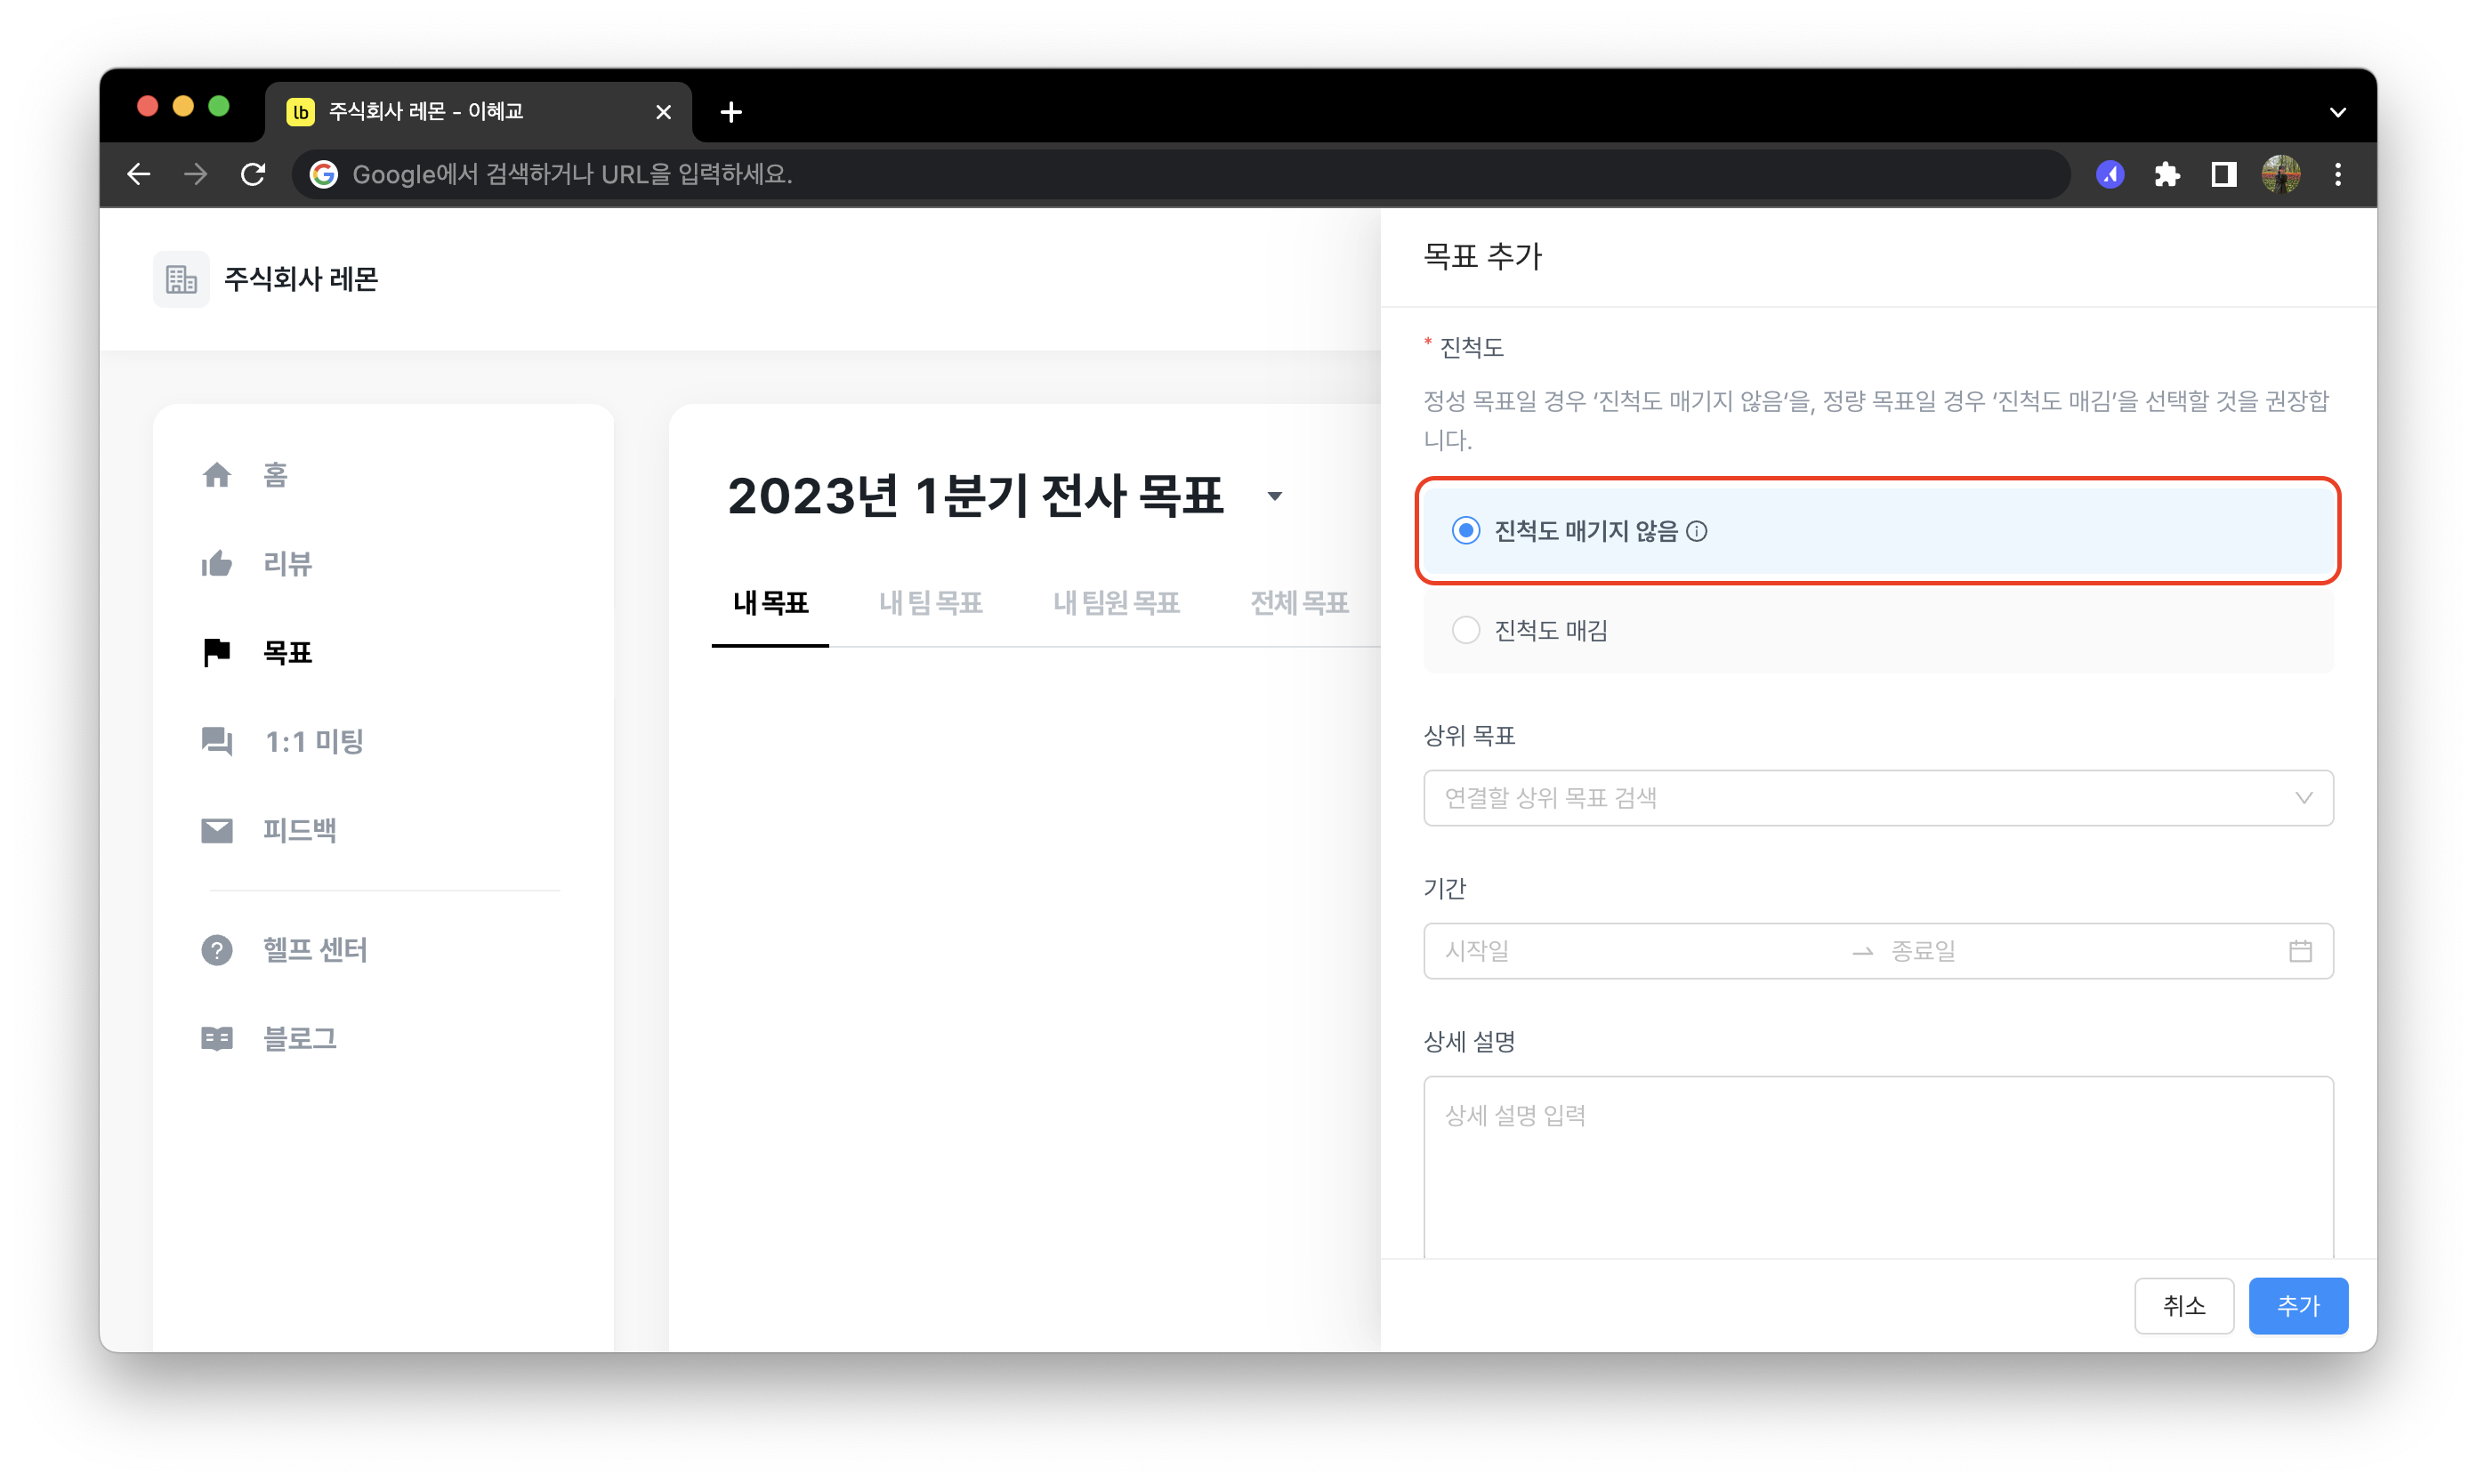 lb 주식회사 레몬 - 이혜교
Google에서 검색하거나 URL을 입력하세요.
주식회사 레몬
홈
리뷰
목표
1:1 미팅
피드백
헬프 센터
블로그
2023년 1분기 전사 목표
내 목표 내 팀 목표 내 팀원 목표 전체 목표
목표 추가
* 진척도
정성 목표일 경우 ‘진척도 매기지 않음‘을, 정량 목표일 경우 ‘진척도 매김’을 선택할 것을 권장합
니다.
진척도 매기지 않음
진척도 매김
상위 목표
연결할 상위 목표 검색
기간
시작일 종료일
상세 설명
상세 설명 입력
취소 추가